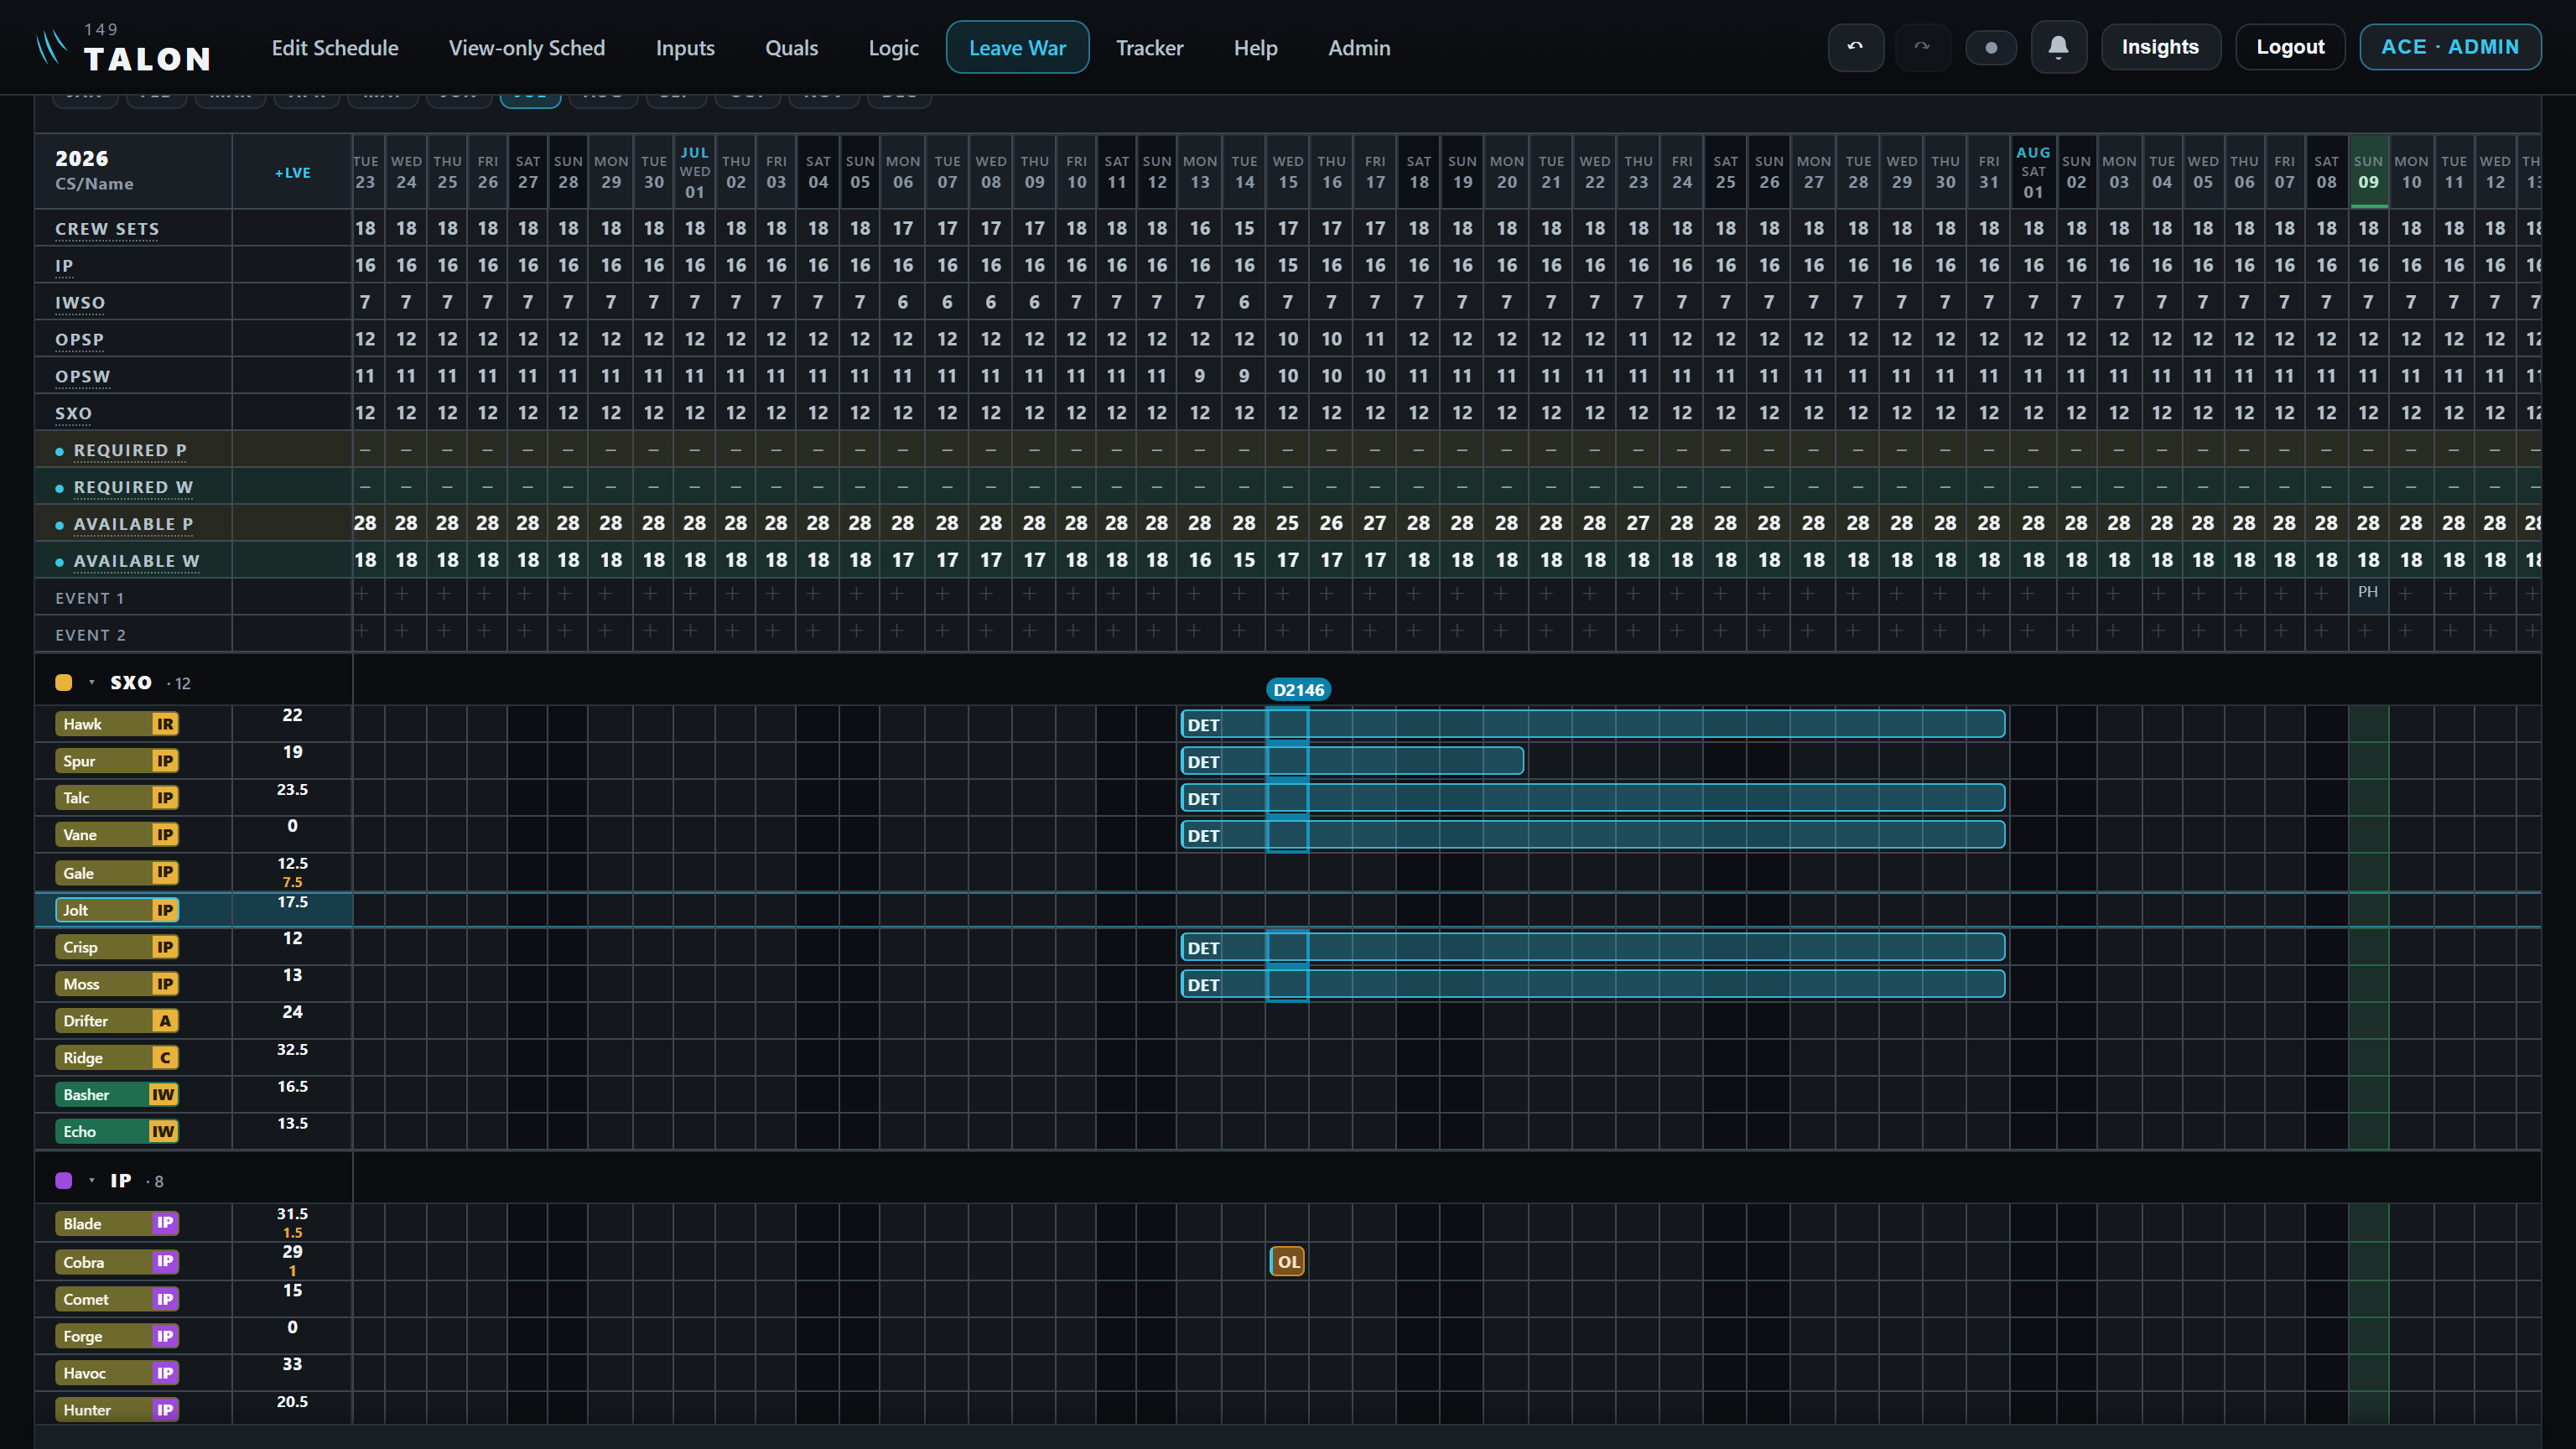 149
TALON
Edit Schedule View-only Sched Inputs Quals Logic Leave War Tracker Help Admin Insights Logout ACE · ADMIN
2026
CS/Name
+LVE
TUE 23 WED 24 THU 25 FRI 26 SAT 27 SUN 28 MON 29 TUE 30 JUL WED 01 THU 02 FRI 03 SAT 04 SUN 05 MON 06 TUE 07 WED 08 THU 09 FRI 10 SAT 11 SUN 12 MON 13 TUE 14 WED 15 THU 16 FRI 17 SAT 18 SUN 19 MON 20 TUE 21 WED 22 THU 23 FRI 24 SAT 25 SUN 26 MON 27 TUE 28 WED 29 THU 30 FRI 31 AUG SAT 01 SUN 02 MON 03 TUE 04 WED 05 THU 06 FRI 07 SAT 08 SUN 09 MON 10 TUE 11 WED 12
CREW SETS 18 18 18 18 18 18 18 18 18 18 18 18 18 17 17 17 17 18 18 18 16 15 17 17 17 18 18 18 18 18 18 18 18 18 18 18 18 18 18 18 18 18 18 18 18 18 18 18 18 18 18
IP 16 16 16 16 16 16 16 16 16 16 16 16 16 16 16 16 16 16 16 16 16 16 15 16 16 16 16 16 16 16 16 16 16 16 16 16 16 16 16 16 16 16 16 16 16 16 16 16 16 16 16
IWSO 7 7 7 7 7 7 7 7 7 7 7 7 7 6 6 6 6 7 7 7 7 6 7 7 7 7 7 7 7 7 7 7 7 7 7 7 7 7 7 7 7 7 7 7 7 7 7 7 7 7 7 7
OPSP 12 12 12 12 12 12 12 12 12 12 12 12 12 12 12 12 12 12 12 12 12 12 10 10 11 12 12 12 12 12 11 12 12 12 12 12 12 12 12 12 12 12 12 12 12 12 12 12 12 12 12
OPSW 11 11 11 11 11 11 11 11 11 11 11 11 11 11 11 11 11 11 11 11 9 9 10 10 10 11 11 11 11 11 11 11 11 11 11 11 11 11 11 11 11 11 11 11 11 11 11 11 11 11 11
SXO 12 12 12 12 12 12 12 12 12 12 12 12 12 12 12 12 12 12 12 12 12 12 12 12 12 12 12 12 12 12 12 12 12 12 12 12 12 12 12 12 12 12 12 12 12 12 12 12 12 12 12
REQUIRED P – – – – – – – – – – – – – – – – – – – – – – – – – – – – – – – – – – – – – – – – – – – – – – – – – – – –
REQUIRED W – – – – – – – – – – – – – – – – – – – – – – – – – – – – – – – – – – – – – – – – – – – – – – – – – – – –
AVAILABLE P 28 28 28 28 28 28 28 28 28 28 28 28 28 28 28 28 28 28 28 28 28 28 25 26 27 28 28 28 28 28 27 28 28 28 28 28 28 28 28 28 28 28 28 28 28 28 28 28 28 28 28
AVAILABLE W 18 18 18 18 18 18 18 18 18 18 18 18 18 17 17 17 17 18 18 18 16 15 17 17 17 18 18 18 18 18 18 18 18 18 18 18 18 18 18 18 18 18 18 18 18 18 18 18 18 18 18
EVENT 1 PH
EVENT 2
SXO · 12
D2146
Hawk IR 22 DET
Spur IP 19 DET
Talc IP 23.5 DET
Vane IP 0 DET
Gale IP 12.5
7.5
Jolt IP 17.5
Crisp IP 12 DET
Moss IP 13 DET
Drifter A 24
Ridge C 32.5
Basher IW 16.5
Echo IW 13.5
IP · 8
Blade IP 31.5
1.5
Cobra IP 29 OL
1
Comet IP 15
Forge IP 0
Havoc IP 33
Hunter IP 20.5